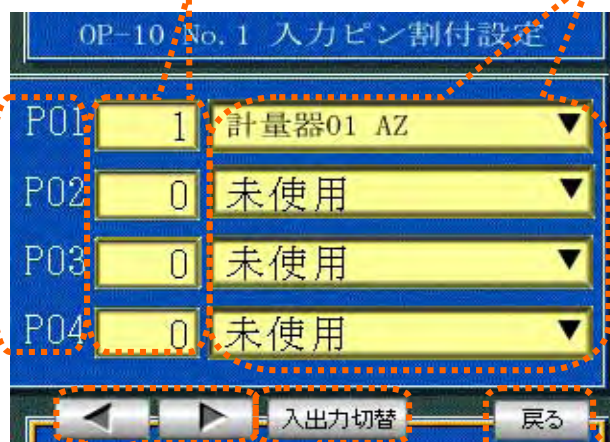 OP-10 No.1 入力ピン割付設定
P01 1 計量器01 AZ ▼
P02 0 未使用 ▼
P03 0 未使用 ▼
P04 0 未使用 ▼
◀ ▶ 入出力切替 戻る